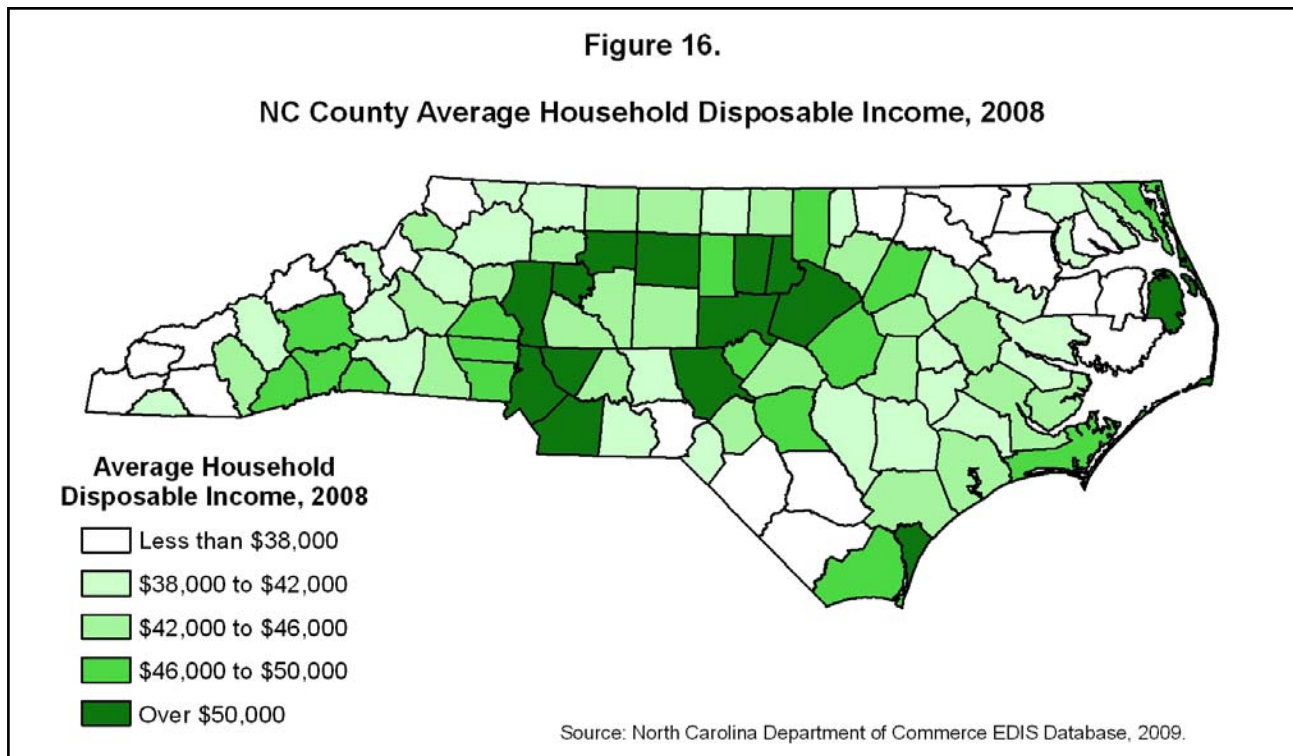 Figure 16.
NC County Average Household Disposable Income, 2008
Average Household
Disposable Income, 2008
Less than $38,000
$38,000 to $42,000
$42,000 to $46,000
$46,000 to $50,000
Over $50,000
Source: North Carolina Department of Commerce EDIS Database, 2009.